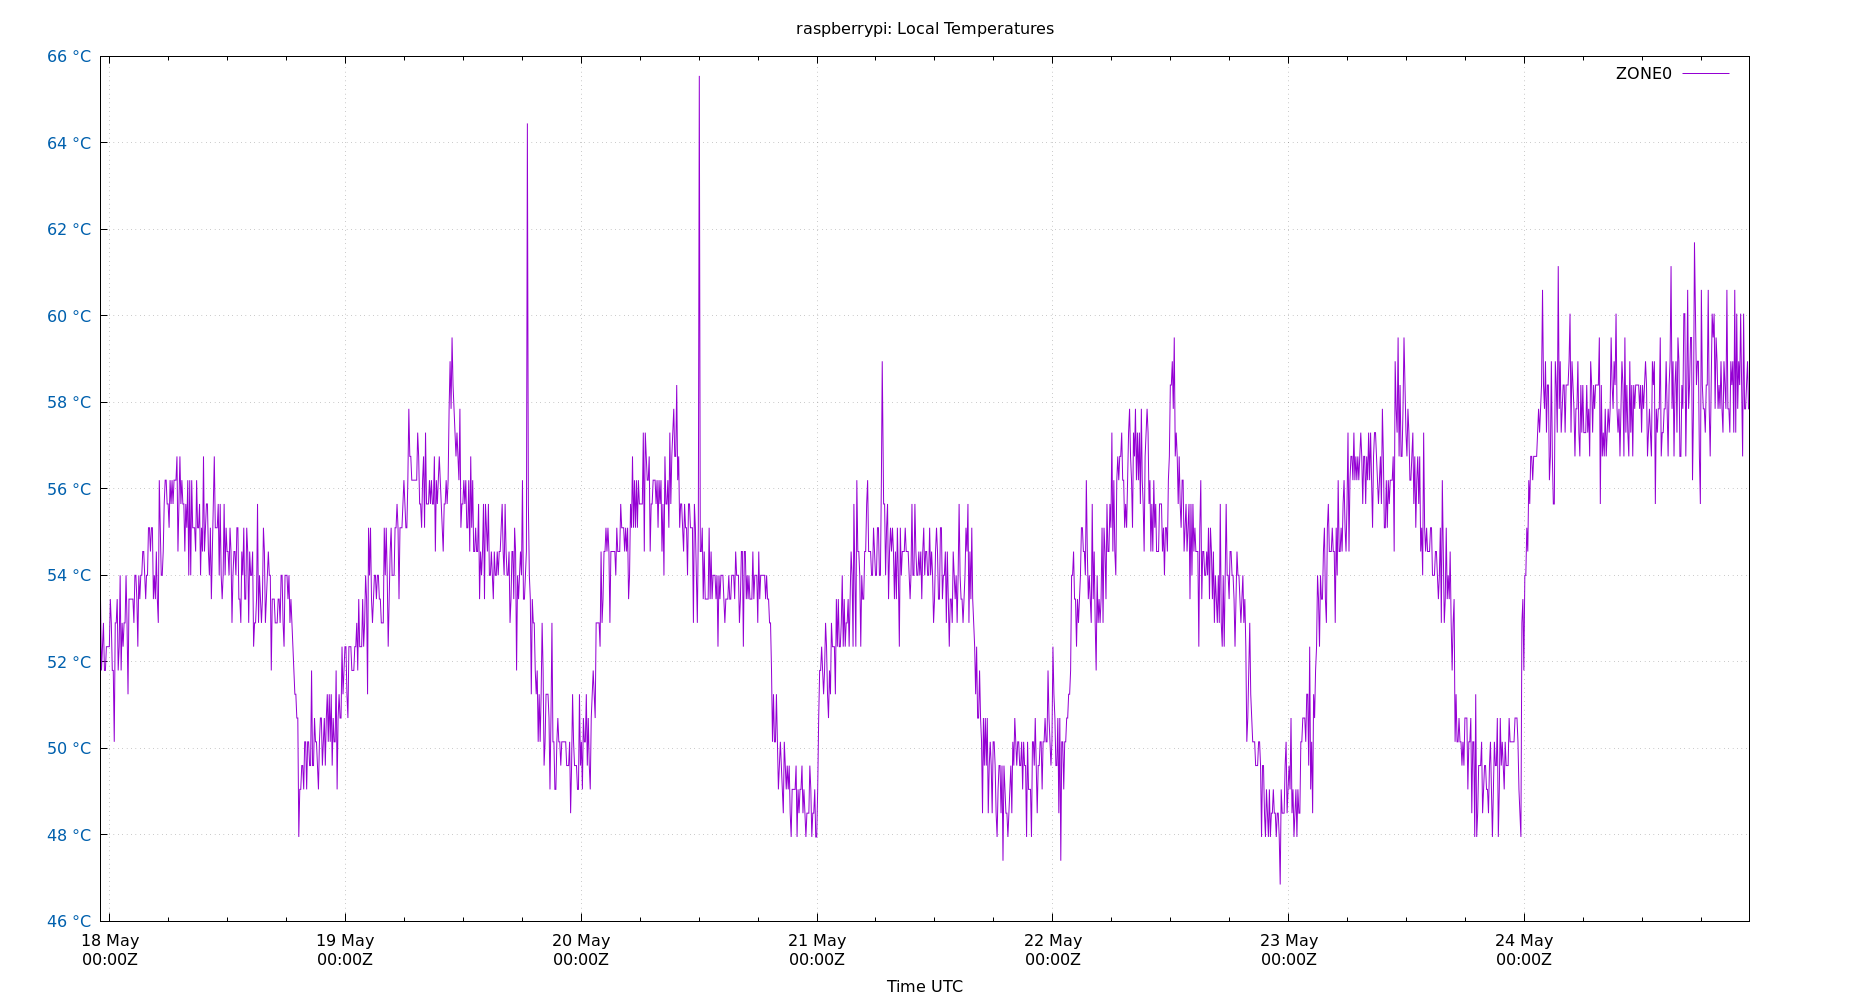 raspberrypi: Local Temperatures
66 °C
ZONE0
64 °C
62 °C
60 °C
58 °C
56 °C
54 °C
52 °C
50 °C
48 °C
46 °C
18 May 19 May 20 May 21 May 22 May 23 May 24 May
00:00Z 00:00Z 00:00Z 00:00Z 00:00Z 00:00Z 00:00Z
Time UTC